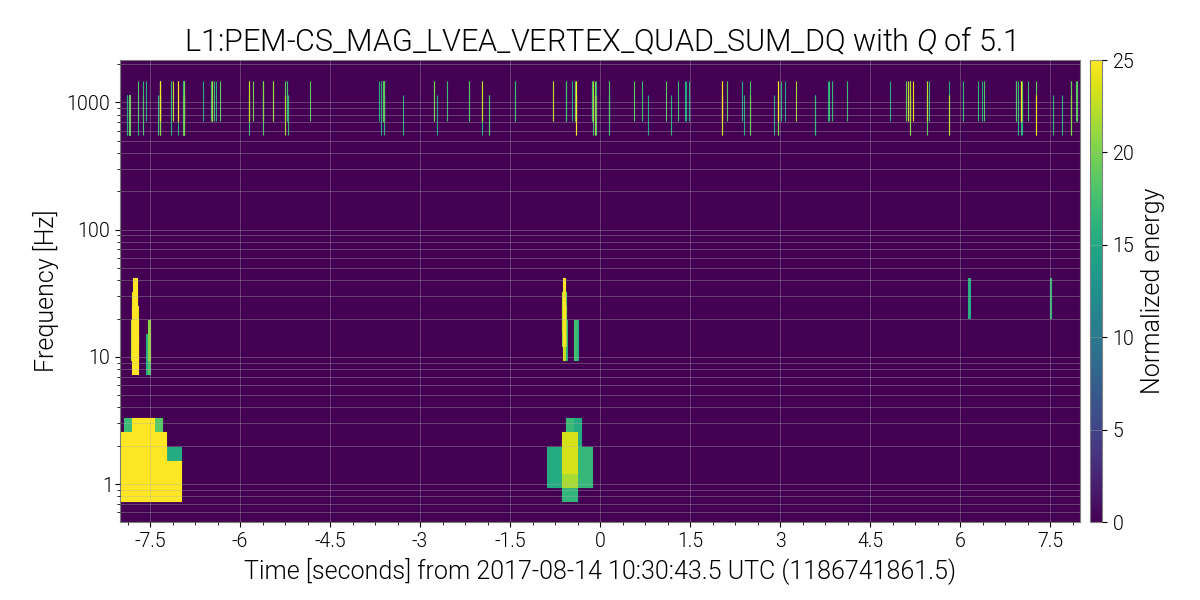 L1:PEM-CS_MAG_LVEA_VERTEX_QUAD_SUM_DQ with Q of 5.1
Frequency [Hz]
1000
100
10
1
-7.5 -6 -4.5 -3 -1.5 0 1.5 3 4.5 6 7.5
Time [seconds] from 2017-08-14 10:30:43.5 UTC (1186741861.5)
25
20
15
10
5
0
Normalized energy